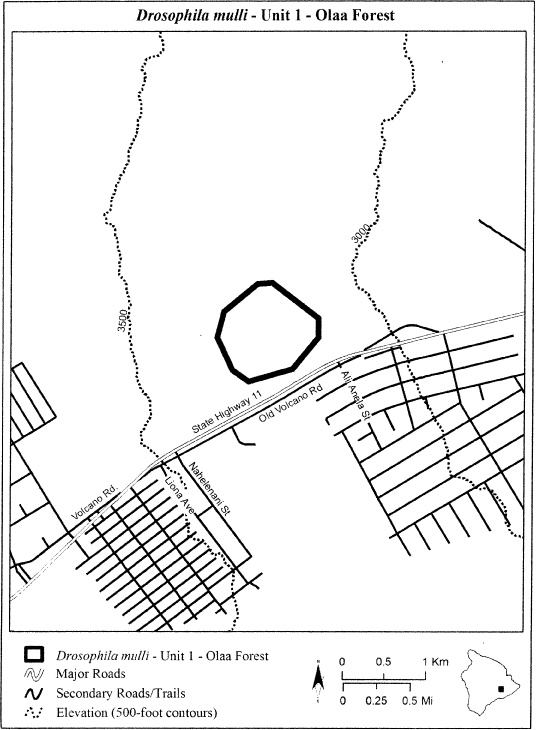 Drosophila mulli - Unit 1 - Olaa Forest
3000
3500
State Highway 11
Old Volcano Rd
Alii Anela St
Nahelenani St
Liona Ave
Volcano Rd.
Drosophila mulli - Unit 1 - Olaa Forest
Major Roads
Secondary Roads/Trails
Elevation (500-foot contours)
N
0 0.5 1 Km
0 0.25 0.5 Mi